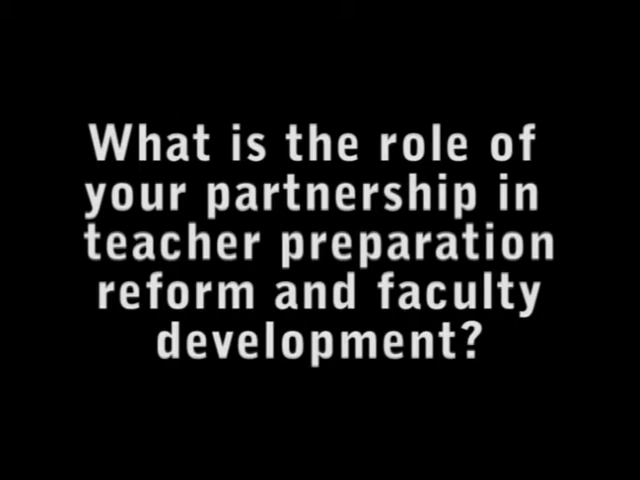 What is the role of
your partnership in
teacher preparation
reform and faculty
development?